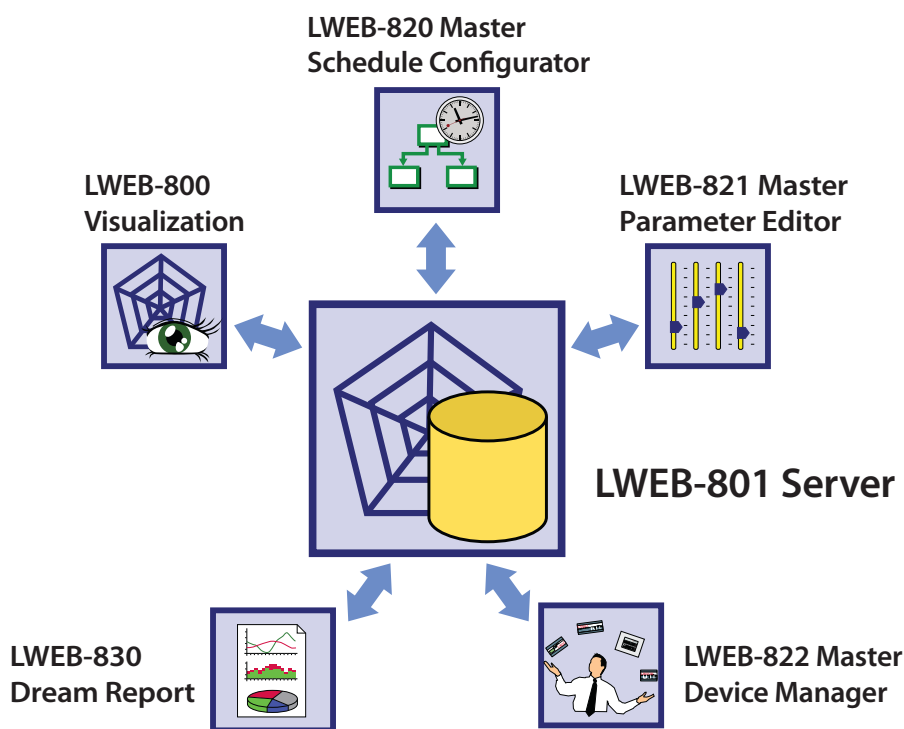 LWEB-820 Master
Schedule Configurator
LWEB-800
Visualization
LWEB-821 Master
Parameter Editor
LWEB-801 Server
LWEB-830
Dream Report
LWEB-822 Master
Device Manager